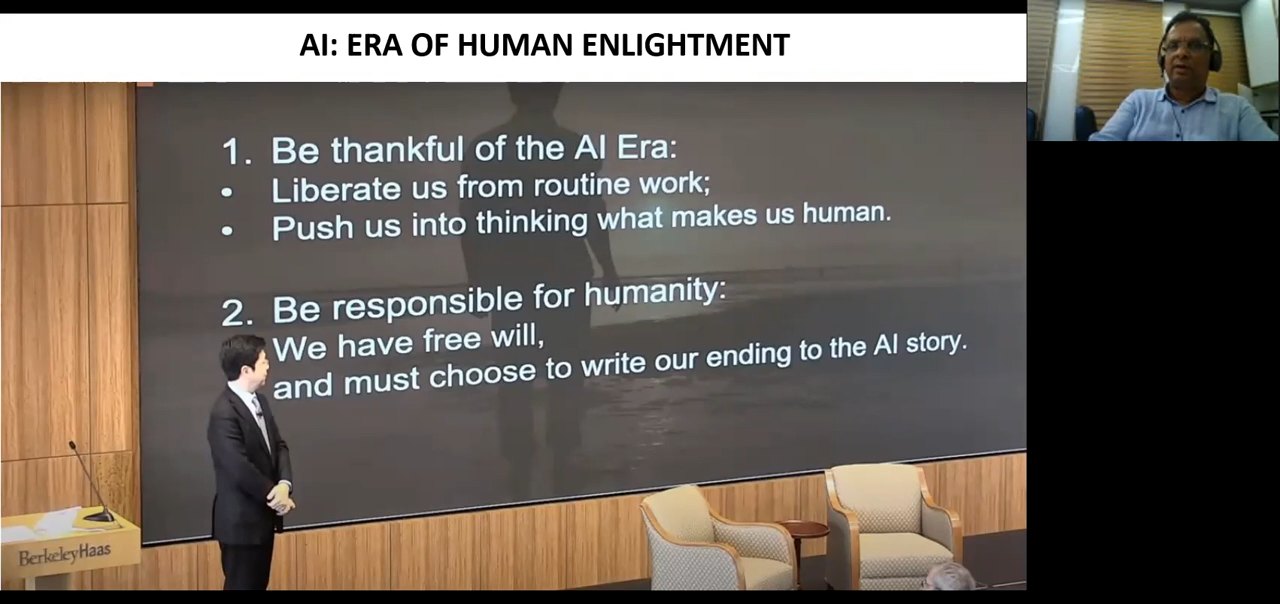 AI: ERA OF HUMAN ENLIGHTMENT
1. Be thankful of the AI Era:
• Liberate us from routine work;
• Push us into thinking what makes us human.
2. Be responsible for humanity:
We have free will,
and must choose to write our ending to the AI story.
BerkeleyHaas